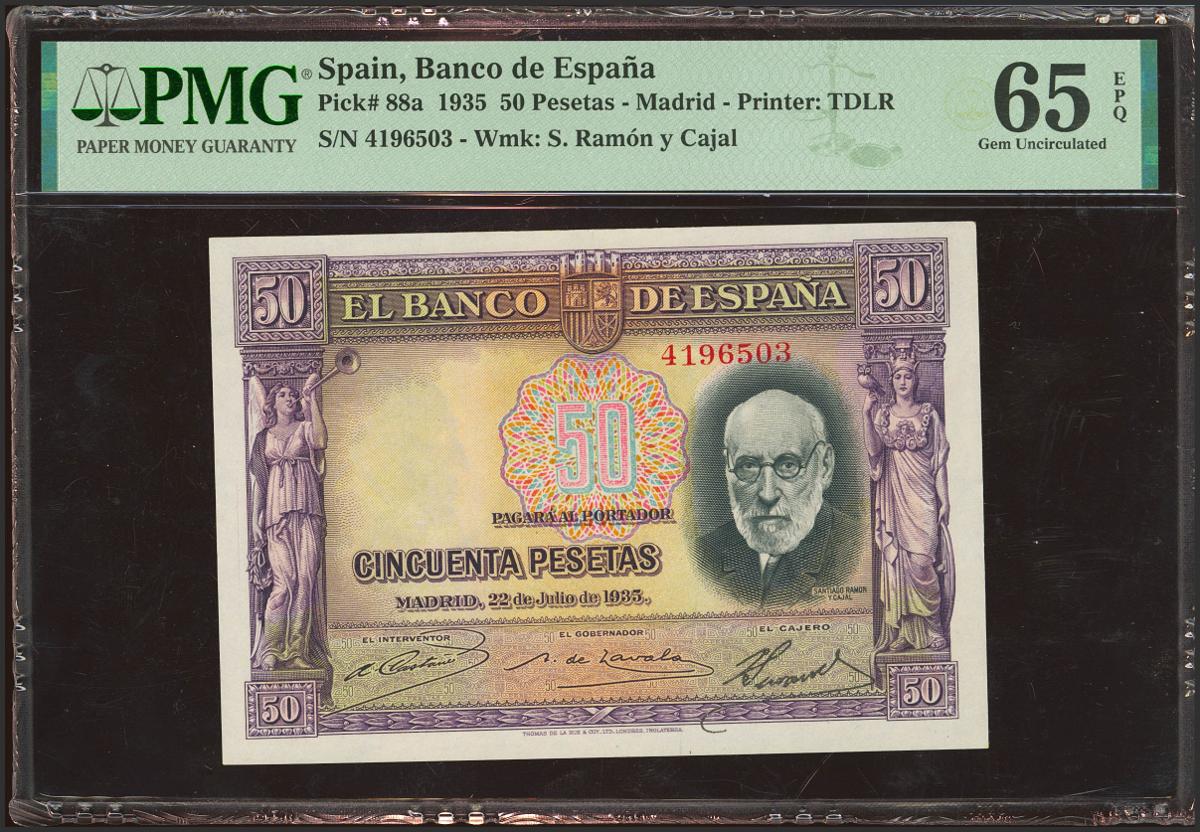 PMG®
PAPER MONEY GUARANTY
Spain, Banco de España
Pick# 88a 1935 50 Pesetas - Madrid - Printer: TDLR
S/N 4196503 - Wmk: S. Ramón y Cajal
65
EPQ
Gem Uncirculated
50
EL BANCO DE ESPAÑA
50
4196503
50
PAGARÁ AL PORTADOR
CINCUENTA PESETAS
MADRID, 22 de Julio de 1935.
SANTIAGO RAMON
Y CAJAL
EL INTERVENTOR
EL GOBERNADOR
EL CAJERO
A. de Zavala
50
50
THOMAS DE LA RUE & COY. LTD. LONDRES, INGLATERRA.